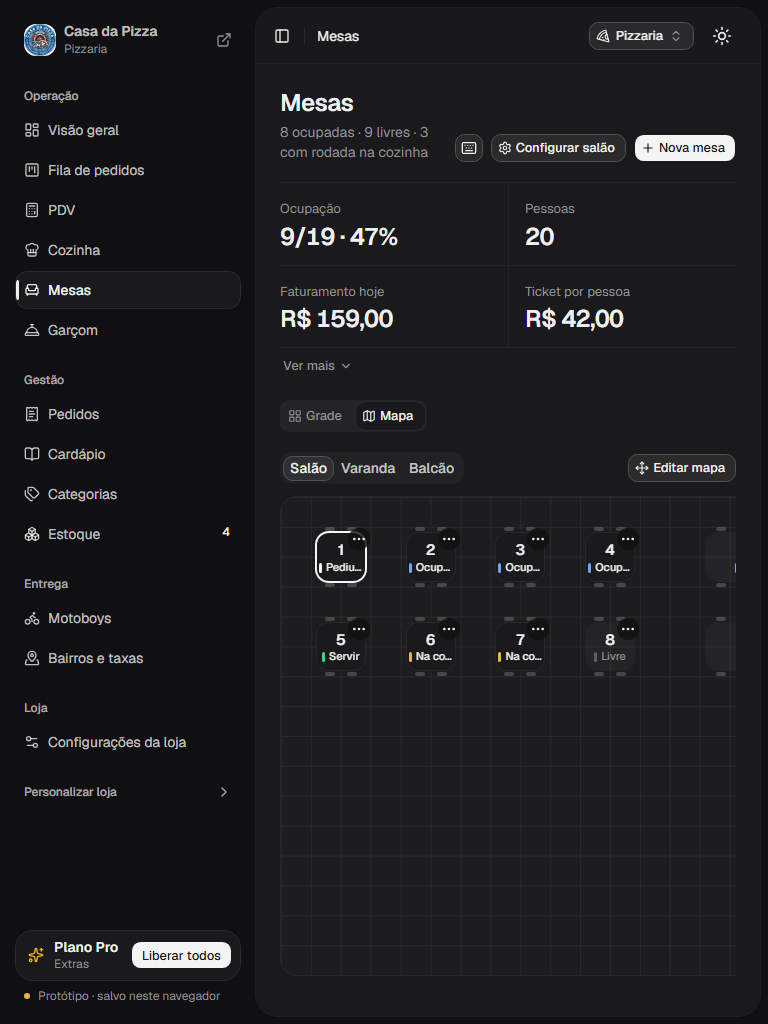 Casa da Pizza
Pizzaria
Operação
Visão geral
Fila de pedidos
PDV
Cozinha
Mesas
Garçom
Gestão
Pedidos
Cardápio
Categorias
Estoque 4
Entrega
Motoboys
Bairros e taxas
Loja
Configurações da loja
Personalizar loja
Plano Pro
Extras
Liberar todos
Protótipo · salvo neste navegador
Mesas
Pizzaria
Mesas
8 ocupadas · 9 livres · 3
com rodada na cozinha
Configurar salão
Nova mesa
Ocupação
9/19 · 47%
Pessoas
20
Faturamento hoje
R$ 159,00
Ticket por pessoa
R$ 42,00
Ver mais
Grade Mapa
Salão Varanda Balcão
Editar mapa
1 2 3 4
Pediu... Ocup... Ocup... Ocup...
5 6 7 8
Servir Na co... Na co... Livre